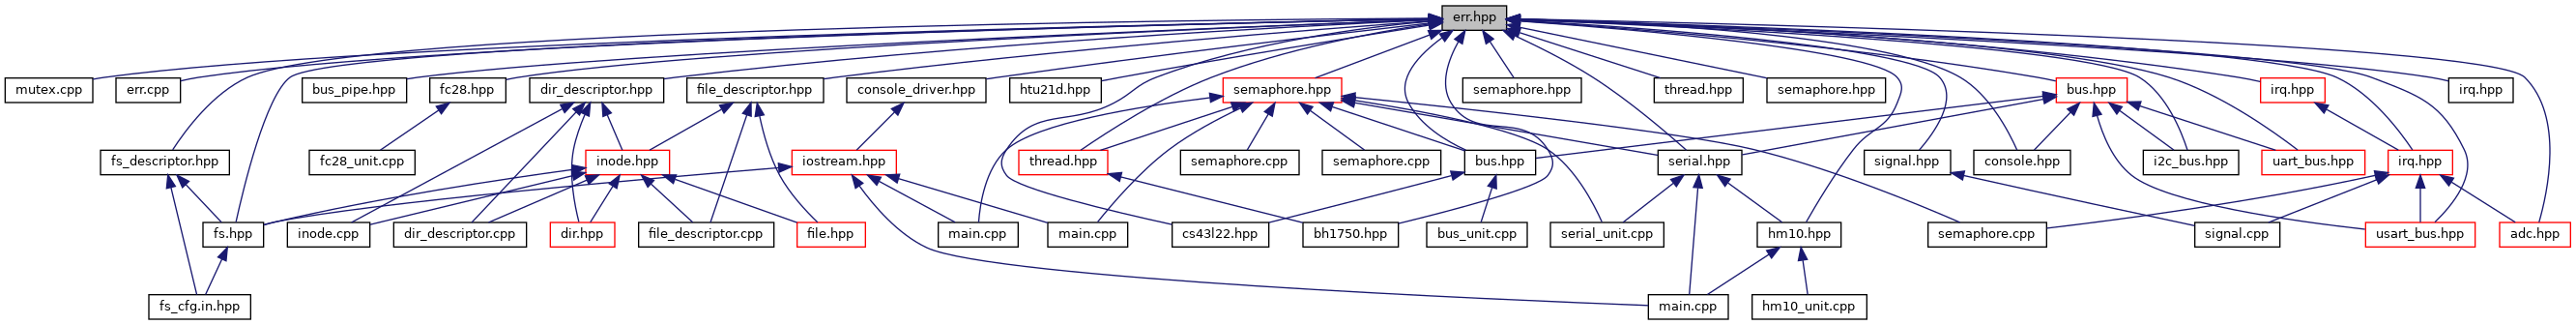 err.hpp
mutex.cpp
err.cpp
bus_pipe.hpp
fc28.hpp
dir_descriptor.hpp
file_descriptor.hpp
console_driver.hpp
htu21d.hpp
semaphore.hpp
semaphore.hpp
thread.hpp
semaphore.hpp
bus.hpp
irq.hpp
irq.hpp
fs_descriptor.hpp
fc28_unit.cpp
inode.hpp
iostream.hpp
thread.hpp
semaphore.cpp
semaphore.cpp
bus.hpp
serial.hpp
signal.hpp
console.hpp
i2c_bus.hpp
uart_bus.hpp
irq.hpp
fs.hpp
inode.cpp
dir_descriptor.cpp
dir.hpp
file_descriptor.cpp
file.hpp
main.cpp
main.cpp
cs43l22.hpp
bh1750.hpp
bus_unit.cpp
serial_unit.cpp
hm10.hpp
semaphore.cpp
signal.cpp
usart_bus.hpp
adc.hpp
fs_cfg.in.hpp
main.cpp
hm10_unit.cpp